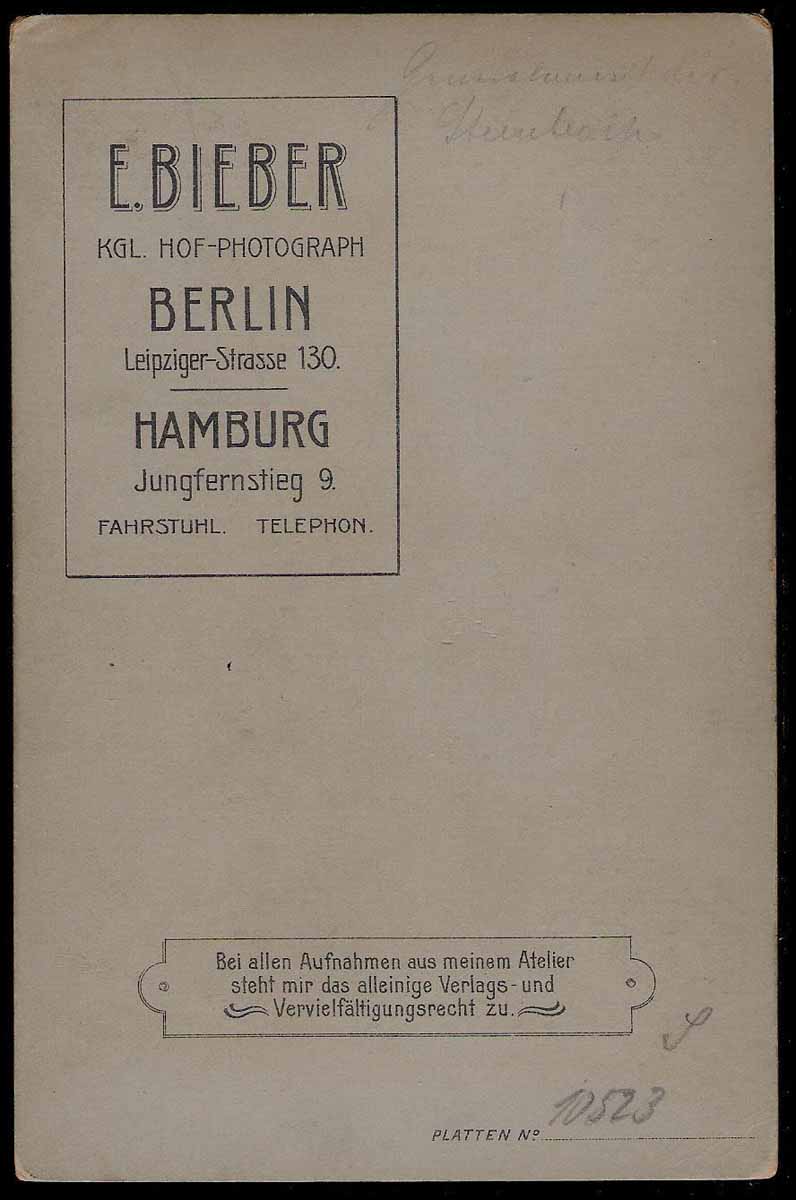 E. BIEBER
KGL. HOF-PHOTOGRAPH
BERLIN
Leipziger-Strasse 130.
HAMBURG
Jungfernstieg 9.
FAHRSTUHL. TELEPHON.
Bei allen Aufnahmen aus meinem Atelier
steht mir das alleinige Verlags- und
Vervielfältigungsrecht zu.
10523
PLATTEN No.